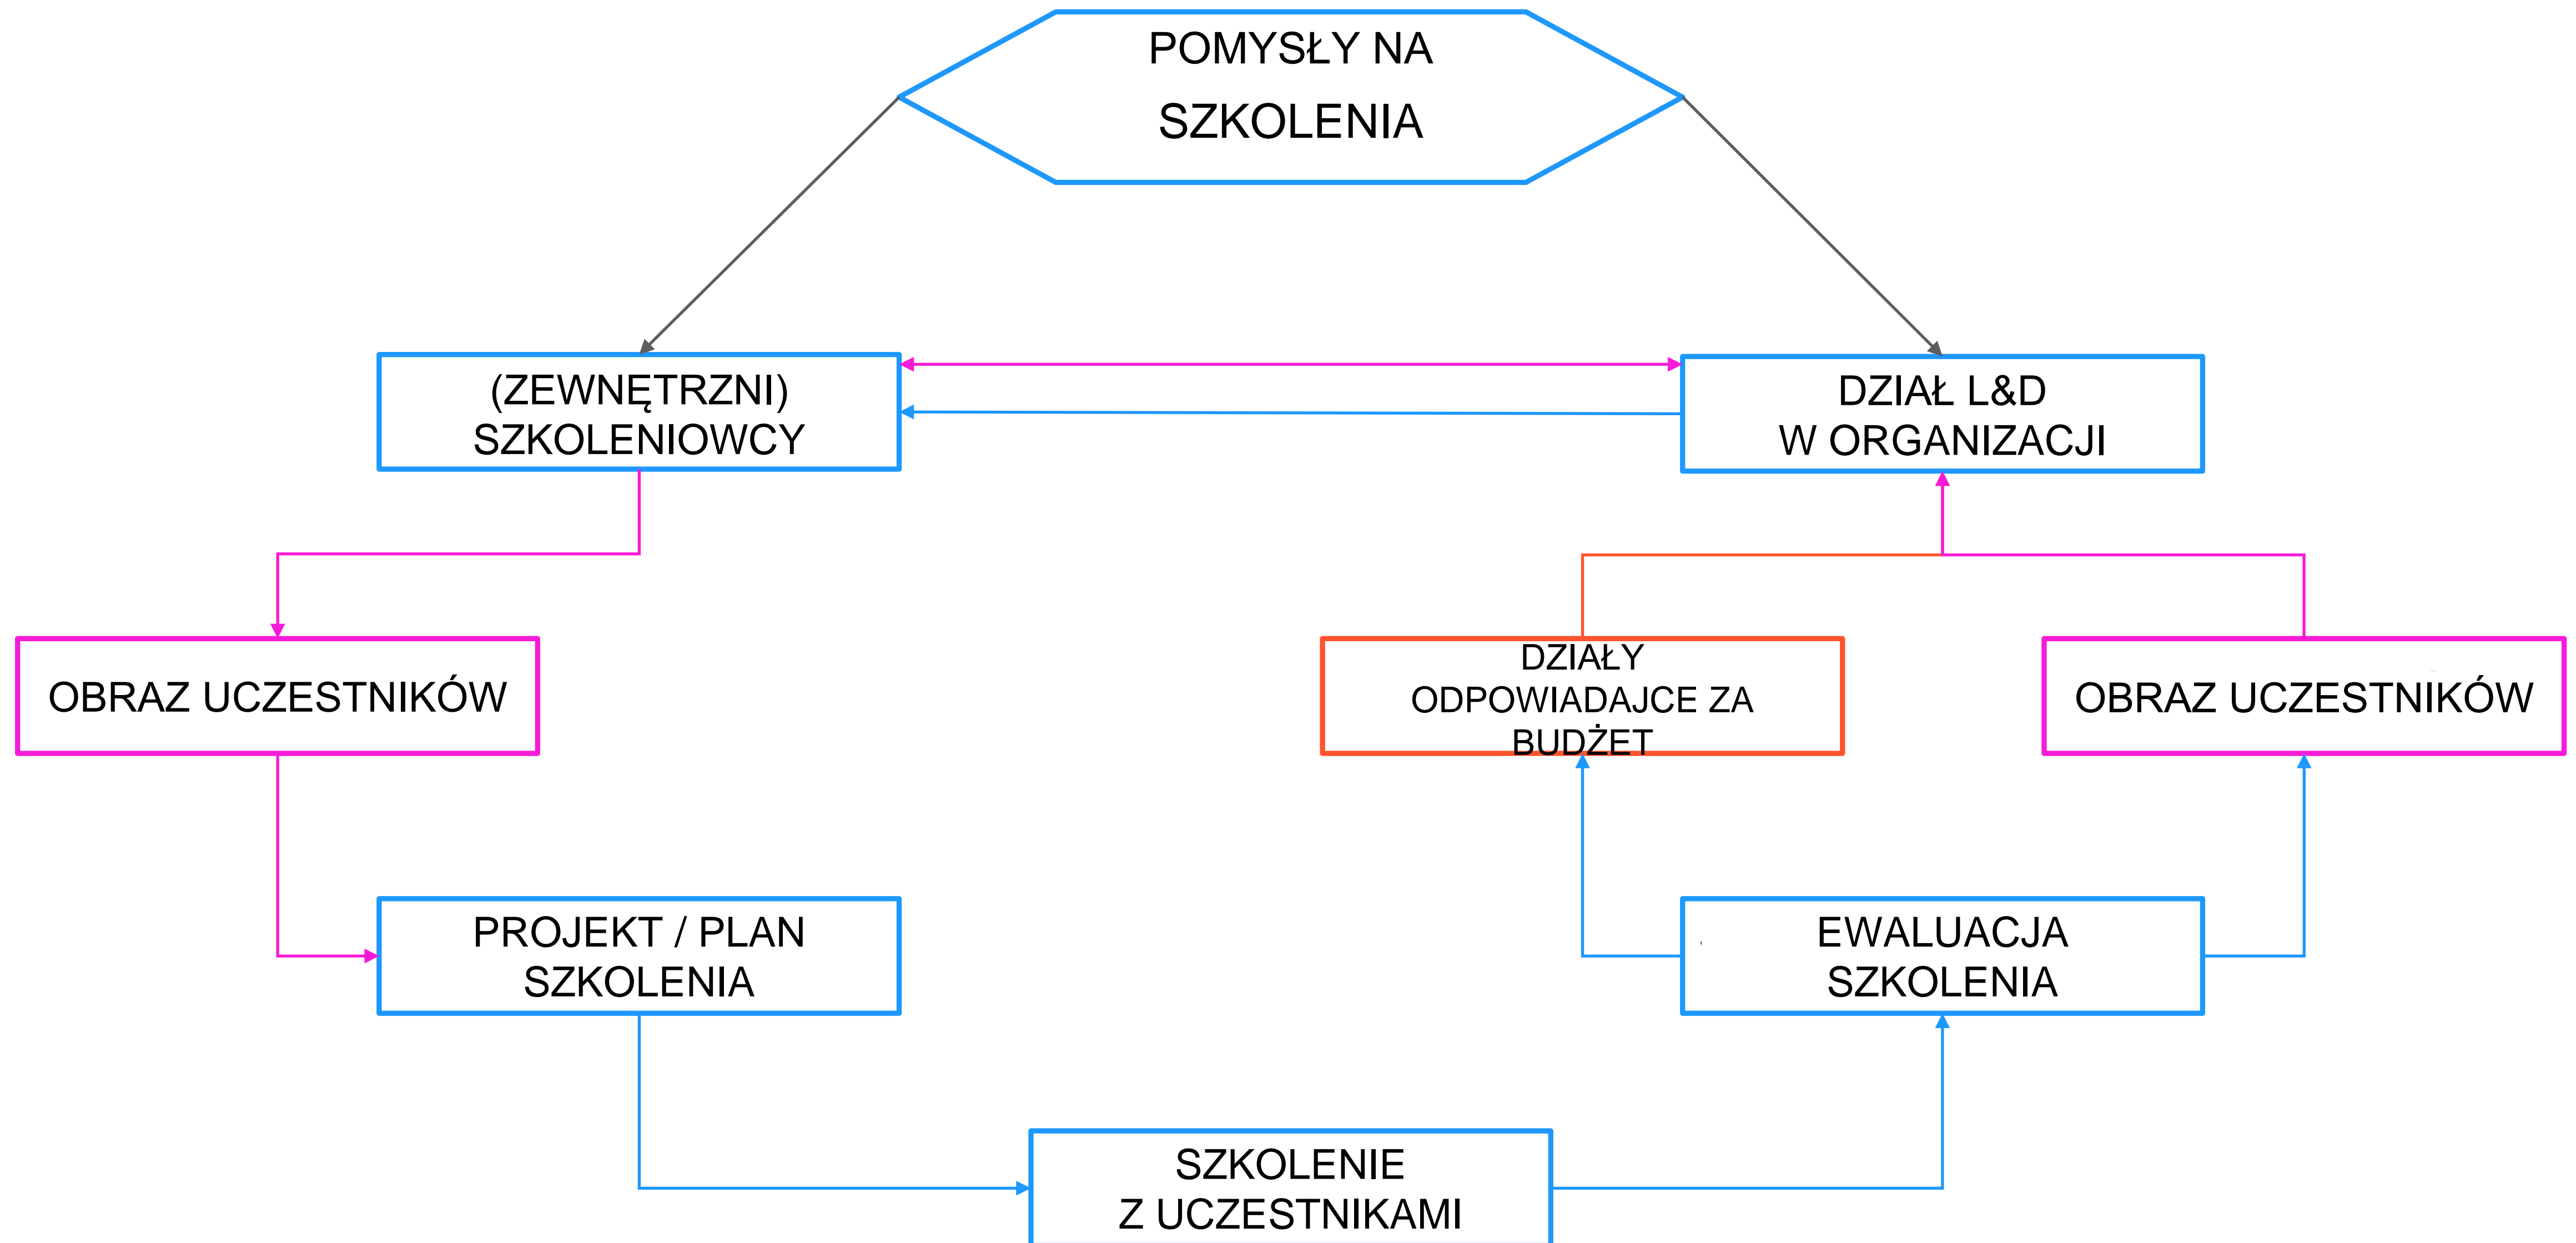 POMYSŁY NA
SZKOLENIA
(ZEWNĘTRZNI)
SZKOLENIOWCY
DZIAŁ L&D
W ORGANIZACJI
OBRAZ UCZESTNIKÓW
DZIAŁY
ODPOWIADAJCE ZA
BUDŻET
OBRAZ UCZESTNIKÓW
PROJEKT / PLAN
SZKOLENIA
EWALUACJA
SZKOLENIA
SZKOLENIE
Z UCZESTNIKAMI